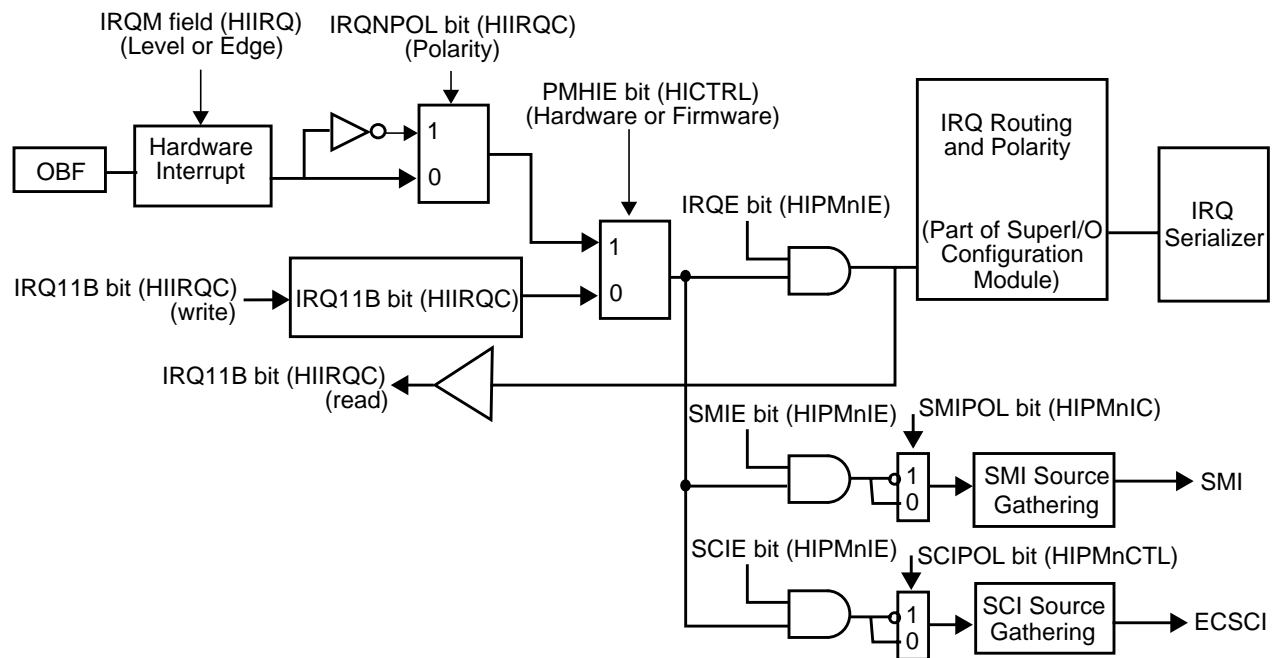 IRQM field (HIIRQ)
(Level or Edge)
IRQNPOL bit (HIIRQC)
(Polarity)
PMHIE bit (HICTRL)
(Hardware or Firmware)
OBF
Hardware
Interrupt
1
0
IRQ Routing
and Polarity
(Part of SuperI/O
Configuration
Module)
IRQ
Serializer
IRQE bit (HIPMnIE)
1
0
IRQ11B bit (HIIRQC)
(write)
IRQ11B bit (HIIRQC)
IRQ11B bit (HIIRQC)
(read)
SMIE bit (HIPMnIE)
SMIPOL bit (HIPMnIC)
1
0
SMI Source
Gathering
SMI
SCIE bit (HIPMnIE)
SCIPOL bit (HIPMnCTL)
1
0
SCI Source
Gathering
ECSCI